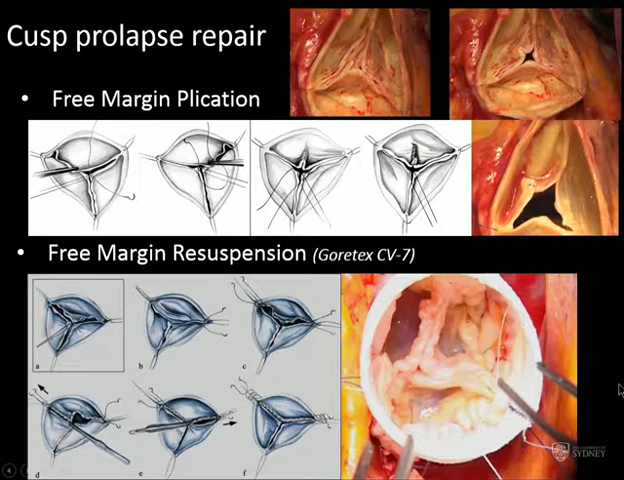 Cusp prolapse repair
• Free Margin Plication
• Free Margin Resuspension (Goretex CV-7)
a
b
c
d
e
f
SYDNEY